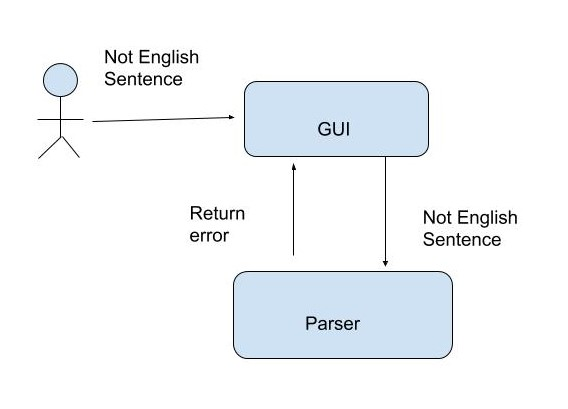 Not English
Sentence
GUI
Return
error
Not English
Sentence
Parser